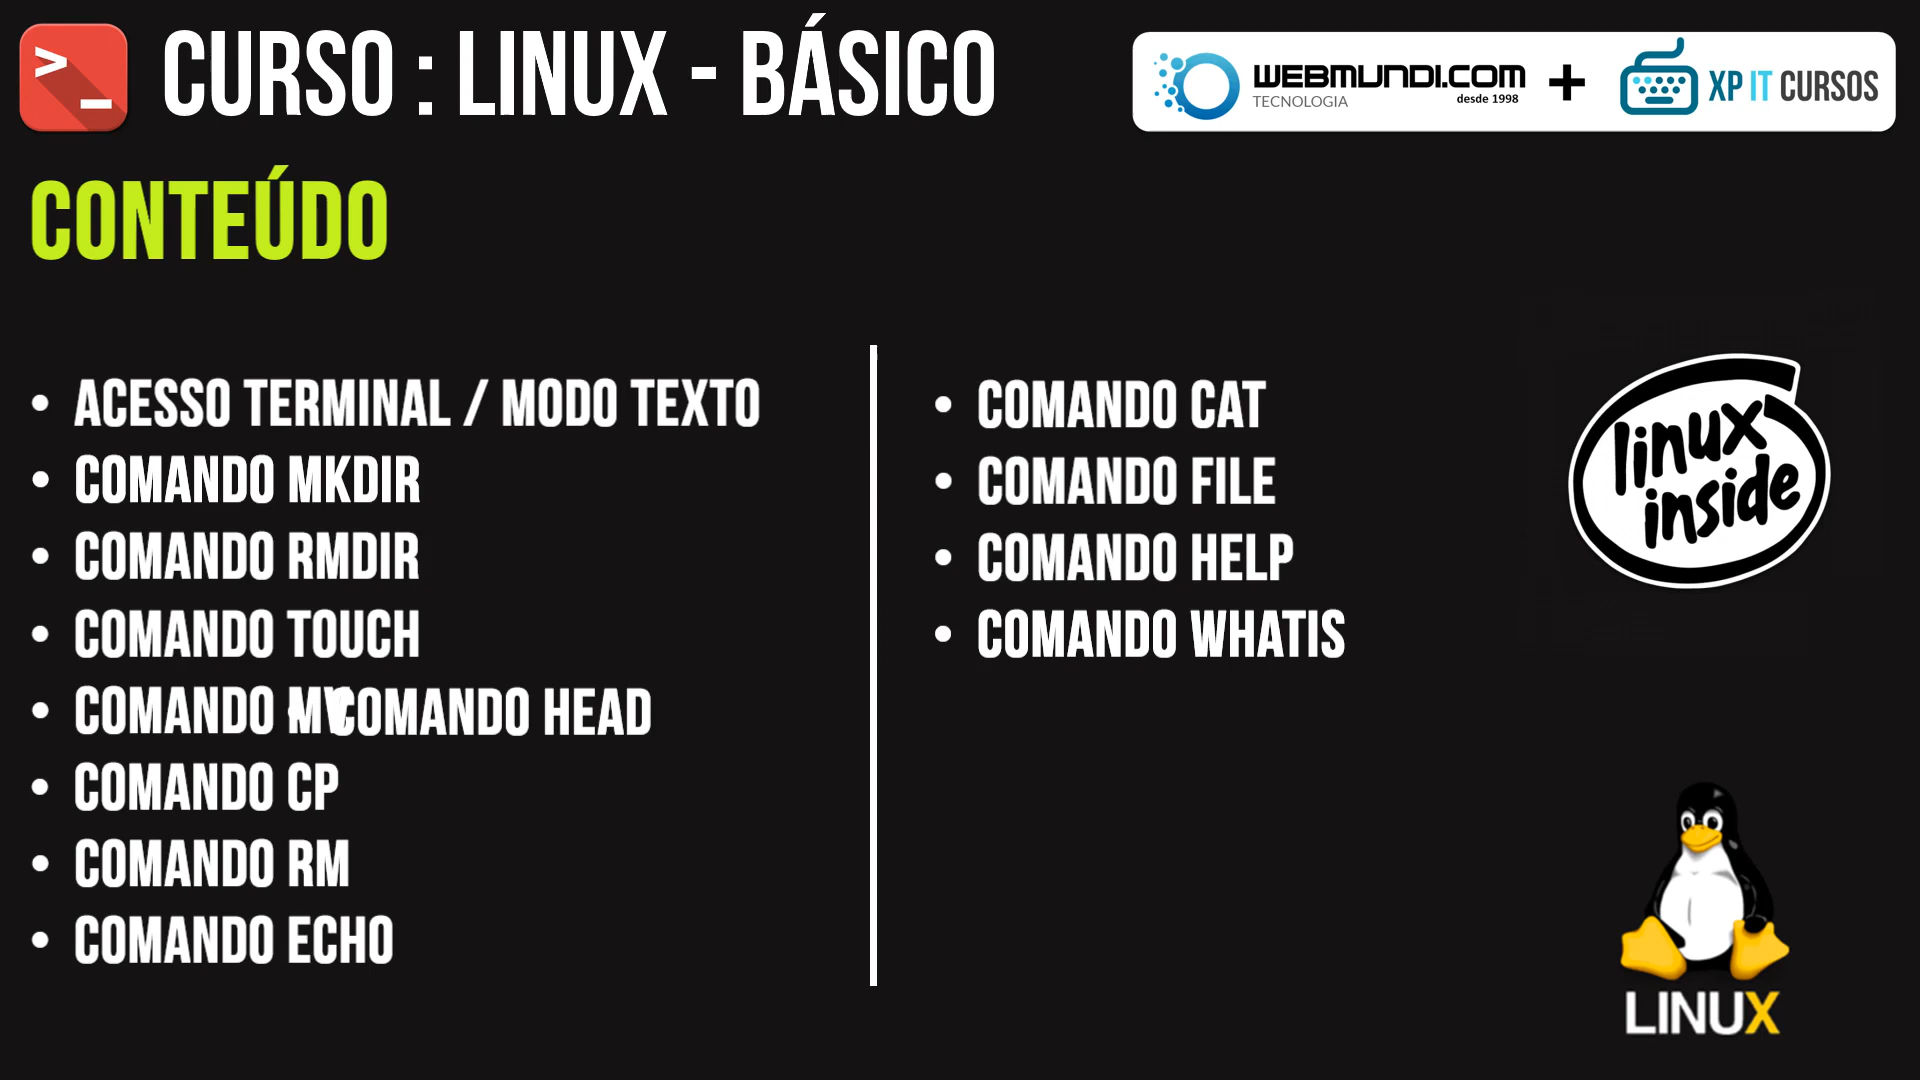 >_
CURSO : LINUX - BÁSICO
WEBMUNDI.COM
TECNOLOGIA
desde 1998
+
XP IT CURSOS
CONTEÚDO
• ACESSO TERMINAL / MODO TEXTO
• COMANDO MKDIR
• COMANDO RMDIR
• COMANDO TOUCH
• COMANDO MV
• COMANDO HEAD
• COMANDO CP
• COMANDO RM
• COMANDO ECHO
• COMANDO CAT
• COMANDO FILE
• COMANDO HELP
• COMANDO WHATIS
linux
inside
LINUX